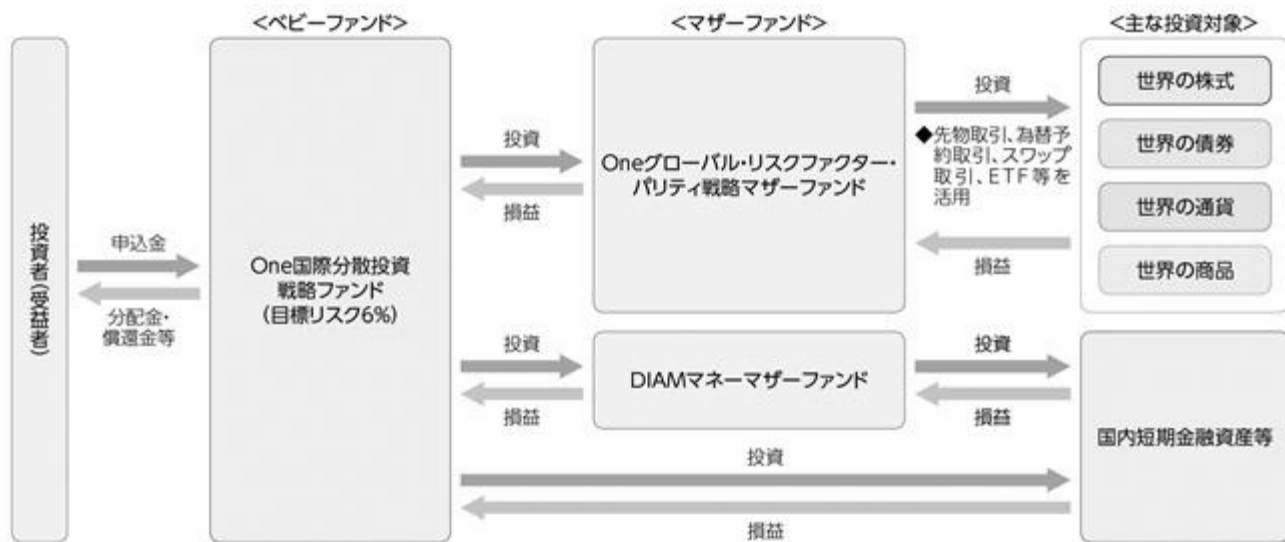 <ベビーファンド>
<マザーファンド>
<主な投資対象>
投資者(受益者)
申込金
分配金・
償還金等
One国際分散投資
戦略ファンド
(目標リスク6%)
投資
損益
Oneグローバル・リスクファクター・
パリティ戦略マザーファンド
投資
◆先物取引、為替予
約取引、スワップ
取引、ETF等を
活用
損益
世界の株式
世界の債券
世界の通貨
世界の商品
投資
損益
DIAMマネーマザーファンド
投資
損益
国内短期金融資産等
投資
損益